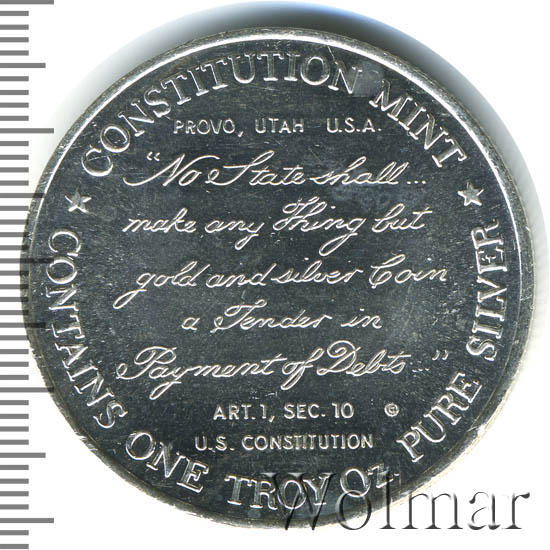 CONSTITUTION MINT
PROVO, UTAH U.S.A.
"No State shall...
make any Thing but
gold and silver Coin
a Tender in
Payment of Debts..."
ART. 1, SEC. 10 ©
U.S. CONSTITUTION
CONTAINS ONE TROY OZ PURE SILVER
Wolmar